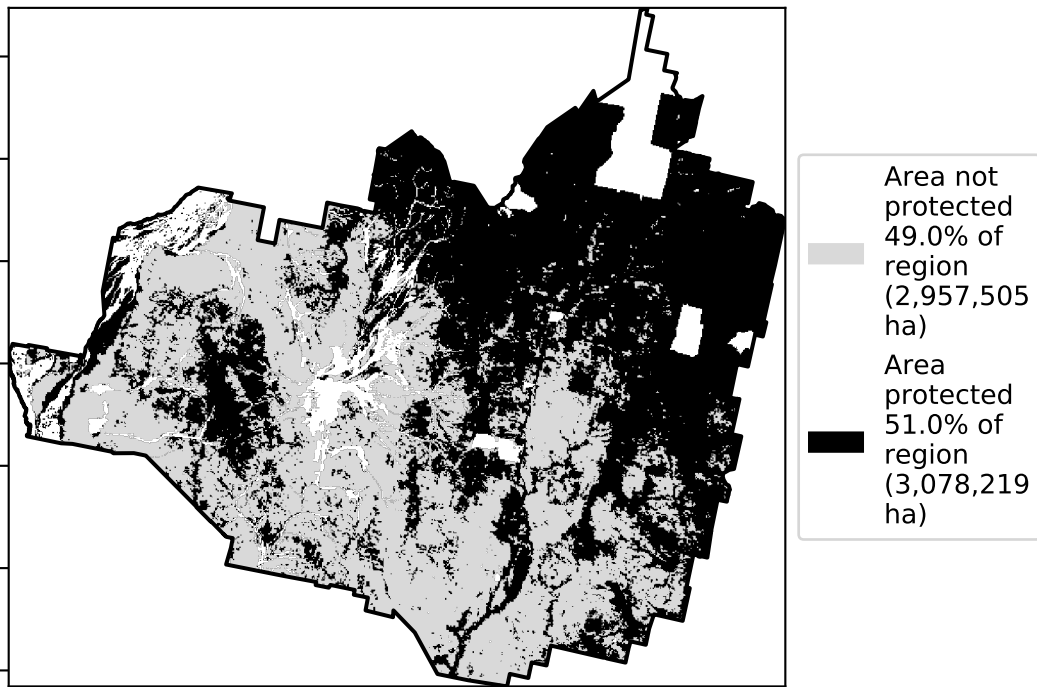 Area not
protected
49.0% of
region
(2,957,505
ha)
Area
protected
51.0% of
region
(3,078,219
ha)